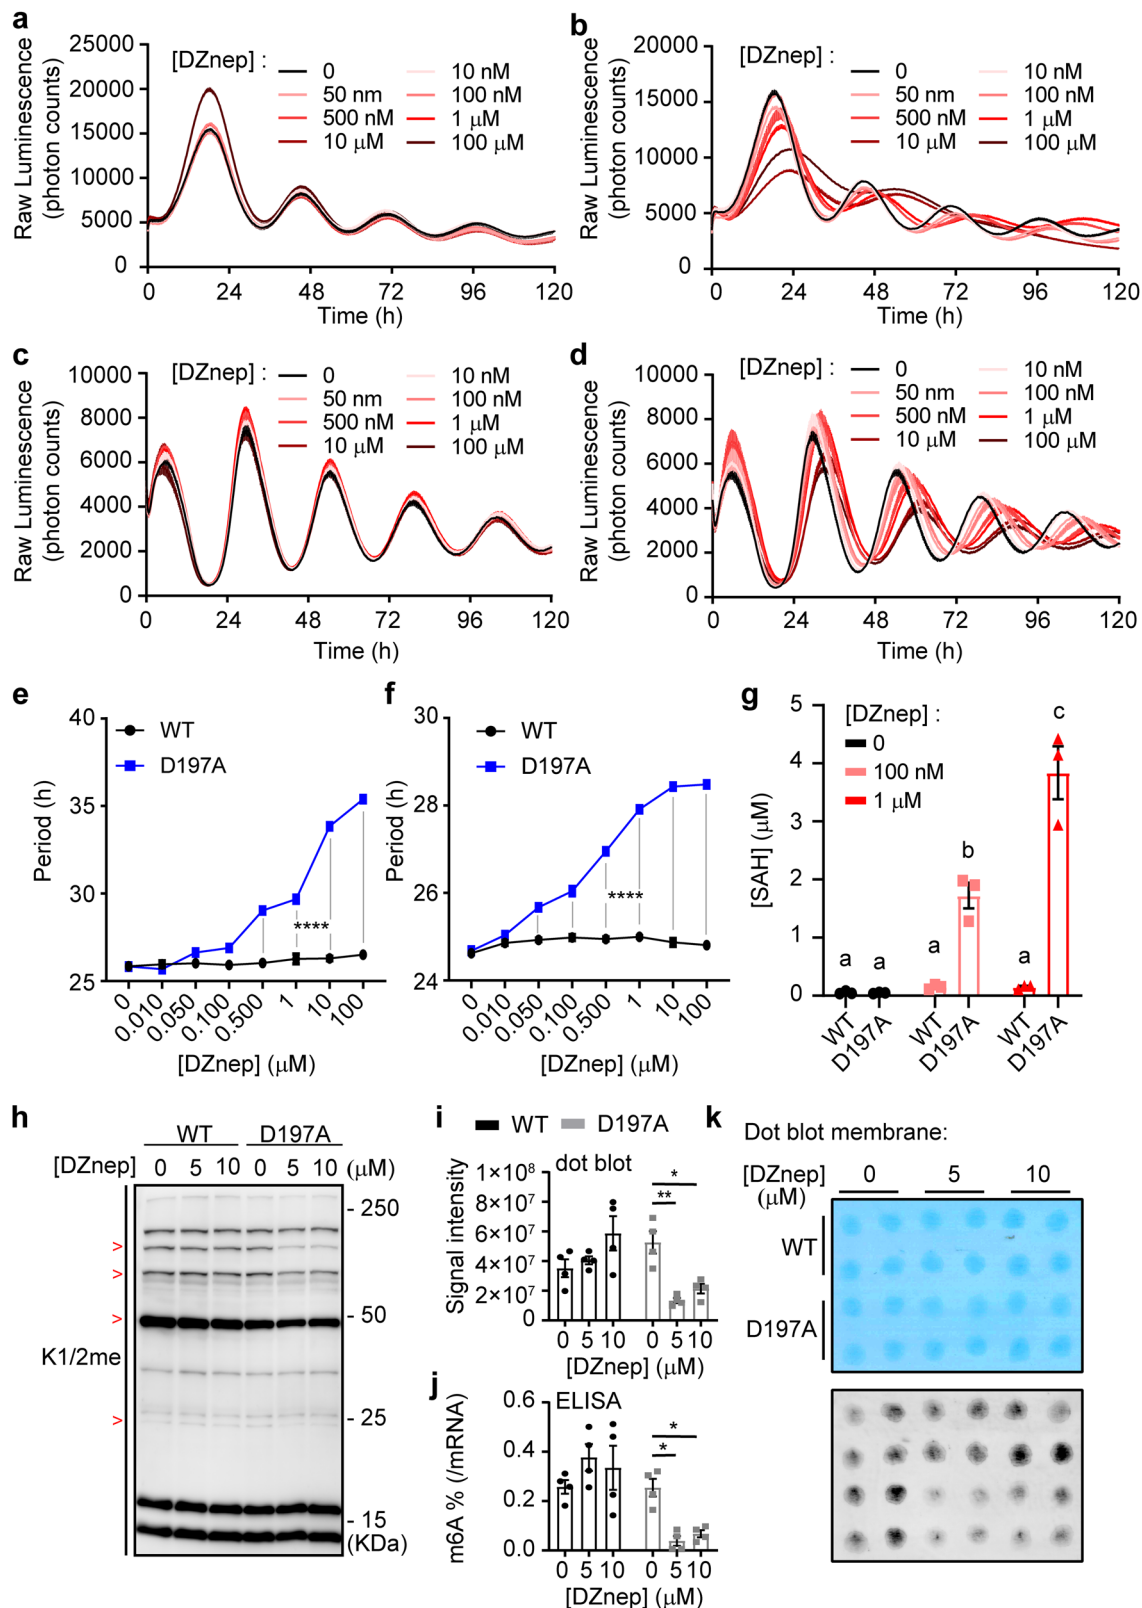 a
[DZnep] :
0
10 nM
50 nm
100 nM
500 nM
1 μM
10 μM
100 μM
Raw Luminescence
(photon counts)
25000
20000
15000
10000
5000
0
0 24 48 72 96 120
Time (h)
b
[DZnep] :
0
10 nM
50 nm
100 nM
500 nM
1 μM
10 μM
100 μM
Raw Luminescence
(photon counts)
20000
15000
10000
5000
0
0 24 48 72 96 120
Time (h)
c
[DZnep] :
0
10 nM
50 nm
100 nM
500 nM
1 μM
10 μM
100 μM
Raw Luminescence
(photon counts)
10000
8000
6000
4000
2000
0
0 24 48 72 96 120
Time (h)
d
[DZnep] :
0
10 nM
50 nm
100 nM
500 nM
1 μM
10 μM
100 μM
Raw Luminescence
(photon counts)
10000
8000
6000
4000
2000
0
0 24 48 72 96 120
Time (h)
e
WT
D197A
Period (h)
40
35
30
25
****
0 0.010 0.050 0.100 0.500 1 10 100
[DZnep] (μM)
f
WT
D197A
Period (h)
30
28
26
24
****
0 0.010 0.050 0.100 0.500 1 10 100
[DZnep] (μM)
g
[DZnep] :
0
100 nM
1 μM
[SAH] (μM)
5
4
3
2
1
0
a a a b a c
WT D197A WT D197A WT D197A
h
WT D197A
[DZnep] 0 5 10 0 5 10 (μM)
- 250
>
>
- 50
>
K1/2me
- 25
>
- 15
(KDa)
i
WT D197A
dot blot
Signal intensity
1×10⁸
8×10⁷
6×10⁷
4×10⁷
2×10⁷
0
*
**
0 5 10 0 5 10
[DZnep] (μM)
j
ELISA
m6A % (/mRNA)
0.6
0.4
0.2
0.0
*
*
0 5 10 0 5 10
[DZnep] (μM)
k
Dot blot membrane:
[DZnep] 0 5 10
(μM)
WT
D197A